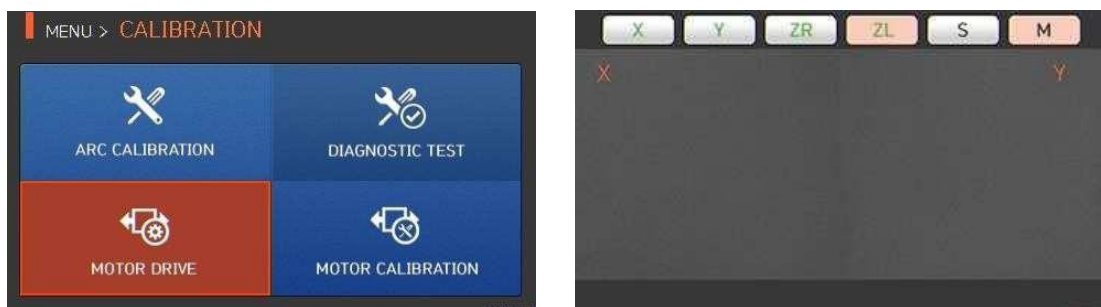 MENU > CALIBRATION
ARC CALIBRATION
DIAGNOSTIC TEST
MOTOR DRIVE
MOTOR CALIBRATION
X Y ZR ZL S M
X Y